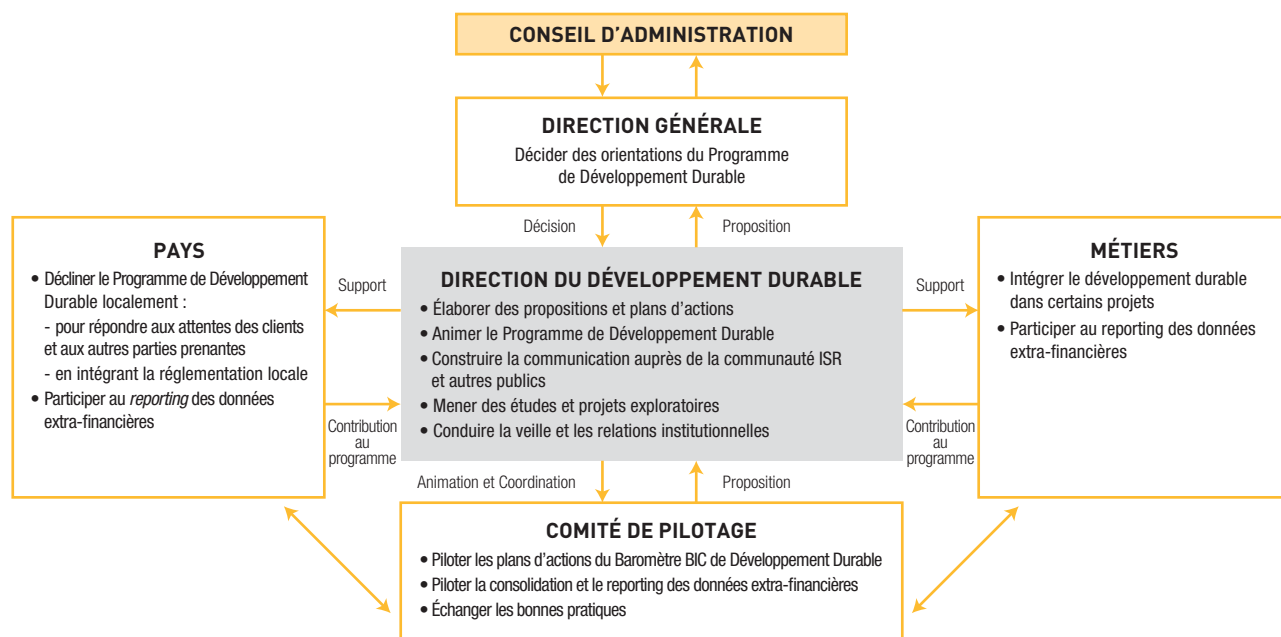 CONSEIL D'ADMINISTRATION
DIRECTION GÉNÉRALE
Décider des orientations du Programme
de Développement Durable
Décision
Proposition
PAYS
• Décliner le Programme de Développement
Durable localement :
- pour répondre aux attentes des clients
et aux autres parties prenantes
- en intégrant la réglementation locale
• Participer au reporting des données
extra-financières
Support
Contribution
au
programme
DIRECTION DU DÉVELOPPEMENT DURABLE
• Élaborer des propositions et plans d'actions
• Animer le Programme de Développement Durable
• Construire la communication auprès de la communauté ISR
et autres publics
• Mener des études et projets exploratoires
• Conduire la veille et les relations institutionnelles
Support
Contribution
au
programme
MÉTIERS
• Intégrer le développement durable
dans certains projets
• Participer au reporting des données
extra-financières
Animation et Coordination
Proposition
COMITÉ DE PILOTAGE
• Piloter les plans d'actions du Baromètre BIC de Développement Durable
• Piloter la consolidation et le reporting des données extra-financières
• Échanger les bonnes pratiques